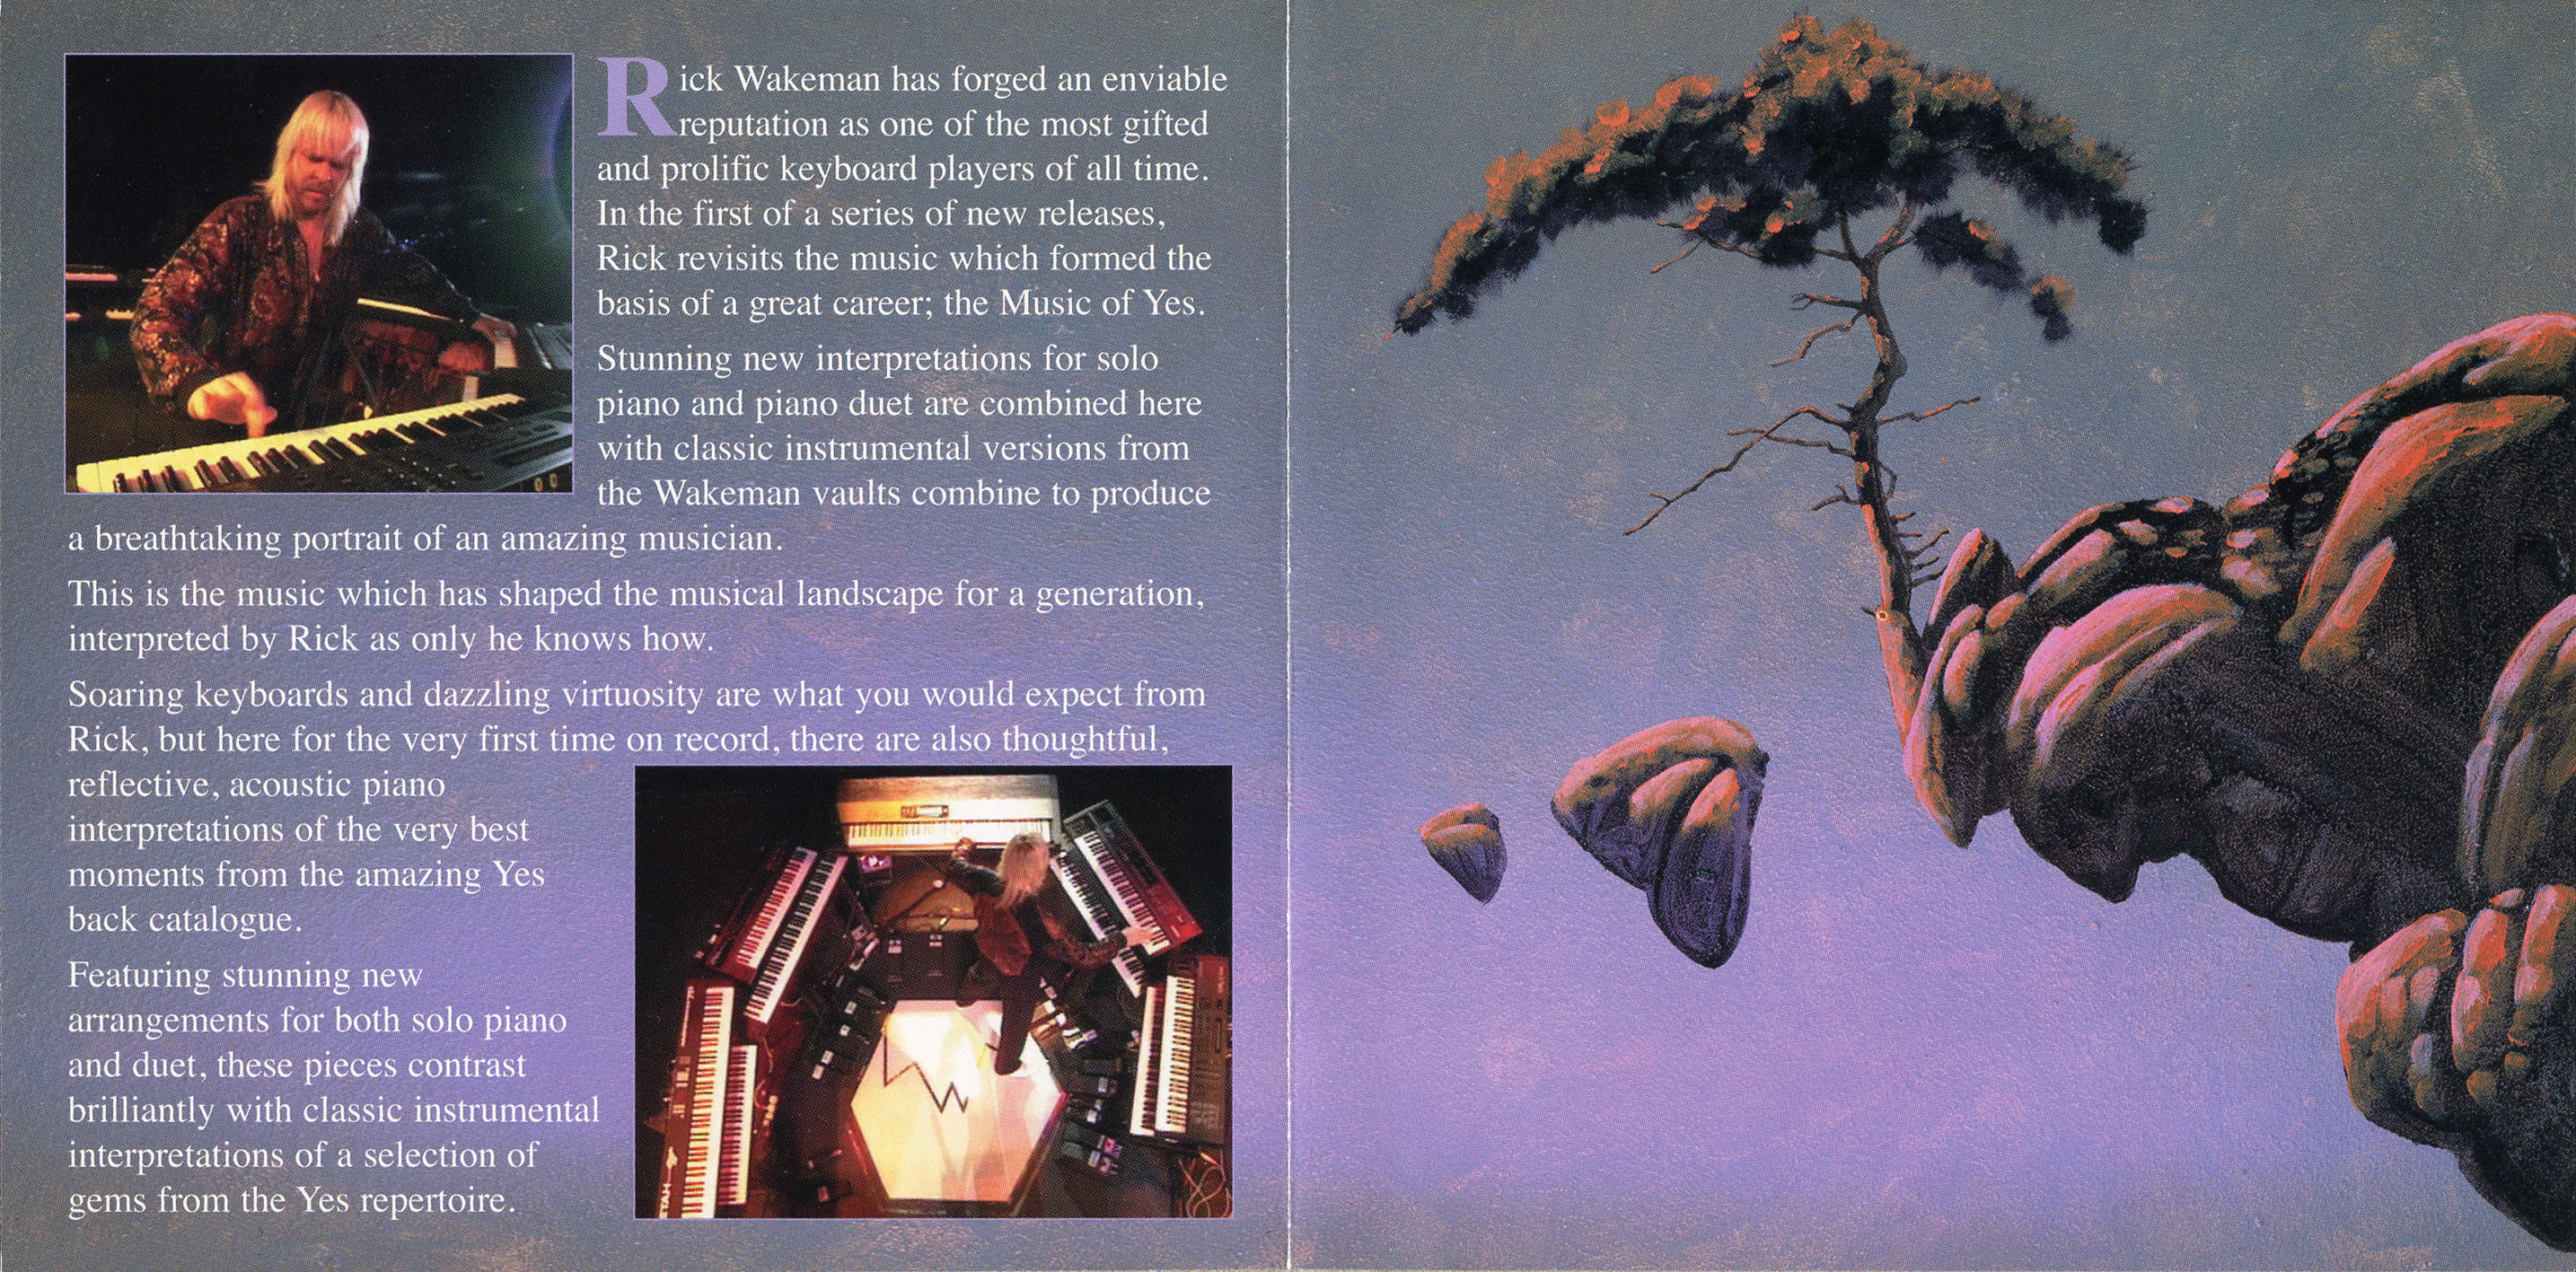 Rick Wakeman has forged an enviable
reputation as one of the most gifted
and prolific keyboard players of all time.
In the first of a series of new releases,
Rick revisits the music which formed the
basis of a great career; the Music of Yes.
Stunning new interpretations for solo
piano and piano duet are combined here
with classic instrumental versions from
the Wakeman vaults combine to produce
a breathtaking portrait of an amazing musician.
This is the music which has shaped the musical landscape for a generation,
interpreted by Rick as only he knows how.
Soaring keyboards and dazzling virtuosity are what you would expect from
Rick, but here for the very first time on record, there are also thoughtful,
reflective, acoustic piano
interpretations of the very best
moments from the amazing Yes
back catalogue.
Featuring stunning new
arrangements for both solo piano
and duet, these pieces contrast
brilliantly with classic instrumental
interpretations of a selection of
gems from the Yes repertoire.